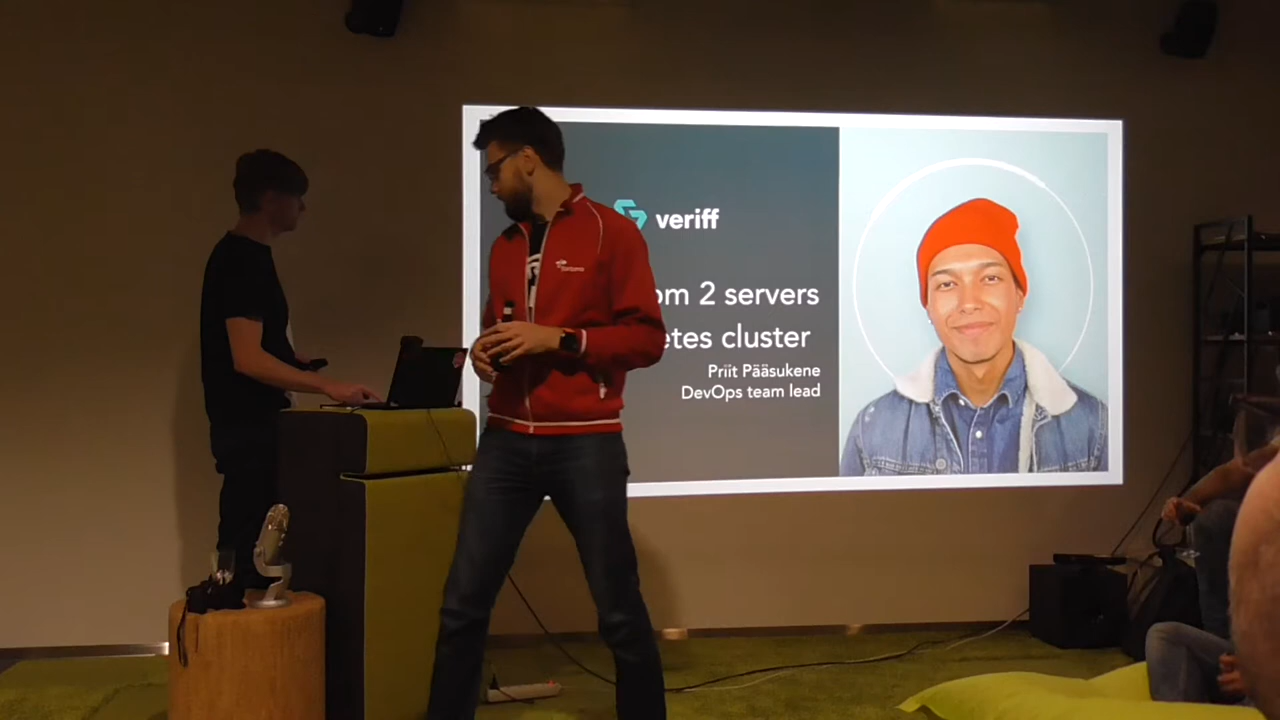 veriff
om 2 servers
etes cluster
Priit Pääsukene
DevOps team lead